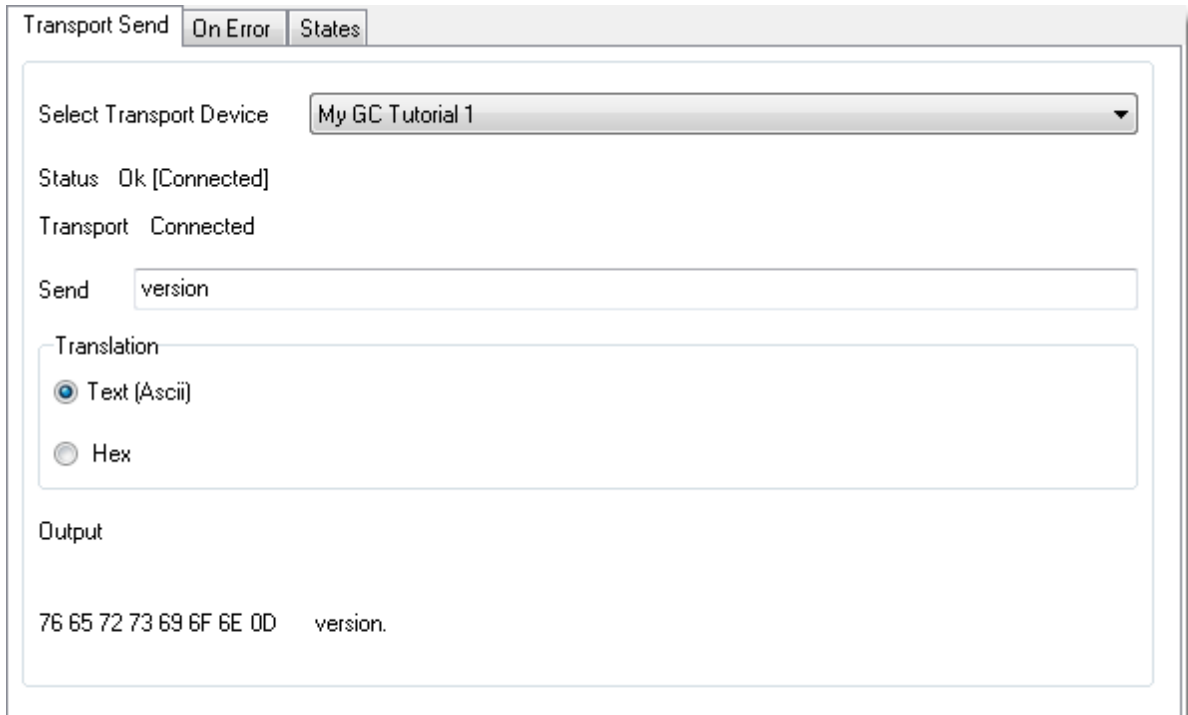 Transport Send On Error States
Select Transport Device My GC Tutorial 1
Status Ok [Connected]
Transport Connected
Send version
Translation
Text (Ascii)
Hex
Output
76 65 72 73 69 6F 6E 0D version.